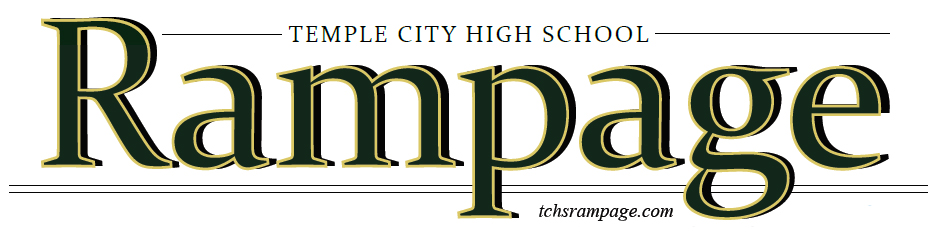 TEMPLE CITY HIGH SCHOOL
Rampage
tchsrampage.com